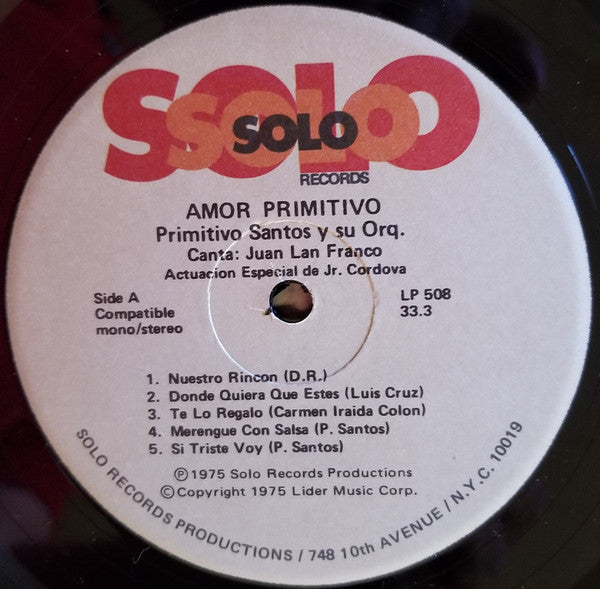 SOLO
SOLO
SOLO
RECORDS
AMOR PRIMITIVO
Primitivo Santos y su Orq.
Canta: Juan Lan Franco
Actuacion Especial de Jr. Cordova
Side A
Compatible
mono/stereo
LP 508
33.3
1. Nuestro Rincon (D.R.)
2. Donde Quiera Que Estes (Luis Cruz)
3. Te Lo Regalo (Carmen Iraida Colon)
4. Merengue Con Salsa (P. Santos)
5. Si Triste Voy (P. Santos)
Ⓟ1975 Solo Records Productions
©Copyright 1975 Lider Music Corp.
SOLO RECORDS PRODUCTIONS / 748 10th AVENUE / N.Y.C. 10019